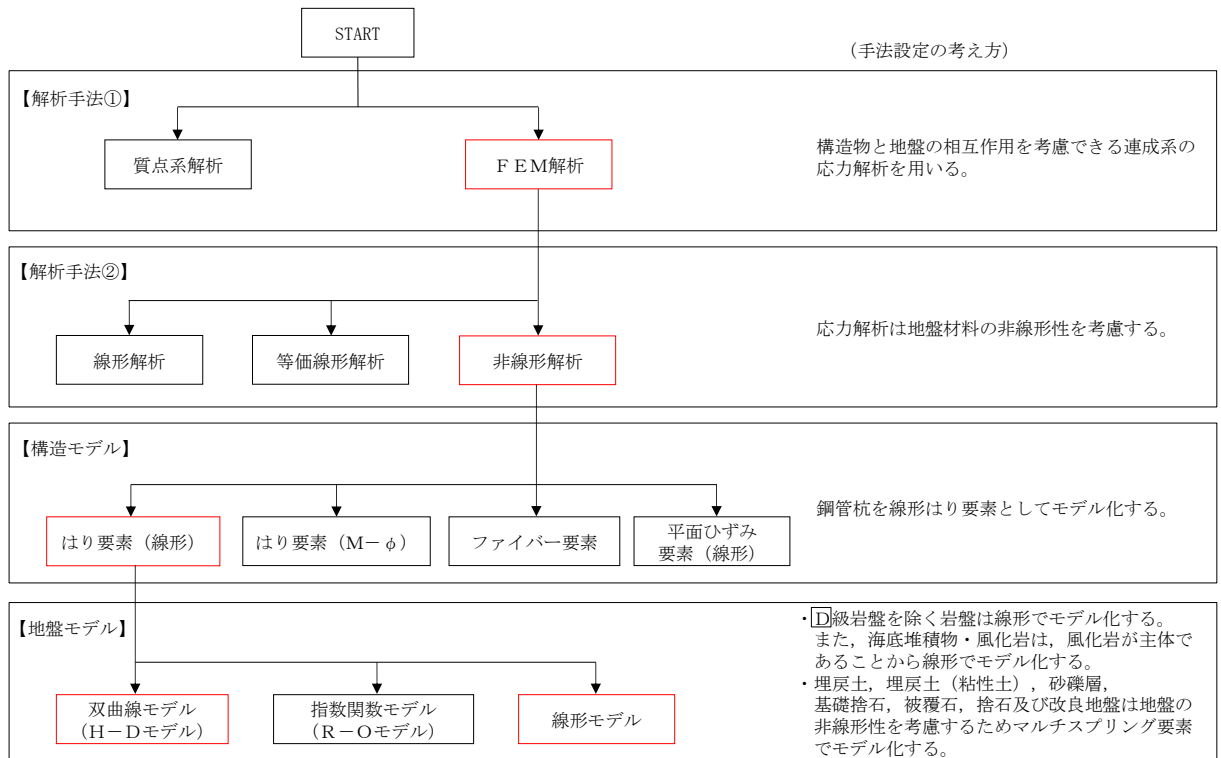 START
(手法設定の考え方)
【解析手法①】
質点系解析
FEM解析
構造物と地盤の相互作用を考慮できる連成系の
応力解析を用いる。
【解析手法②】
線形解析
等価線形解析
非線形解析
応力解析は地盤材料の非線形性を考慮する。
【構造モデル】
はり要素(線形)
はり要素(M-φ)
ファイバー要素
平面ひずみ
要素(線形)
鋼管杭を線形はり要素としてモデル化する。
【地盤モデル】
双曲線モデル
(H-Dモデル)
指数関数モデル
(R-Oモデル)
線形モデル
・D級岩盤を除く岩盤は線形でモデル化する。
また,海底堆積物・風化岩は,風化岩が主体で
あることから線形でモデル化する。
・埋戻土,埋戻土(粘性土),砂礫層,
基礎捨石,被覆石,捨石及び改良地盤は地盤の
非線形性を考慮するためマルチスプリング要素
でモデル化する。